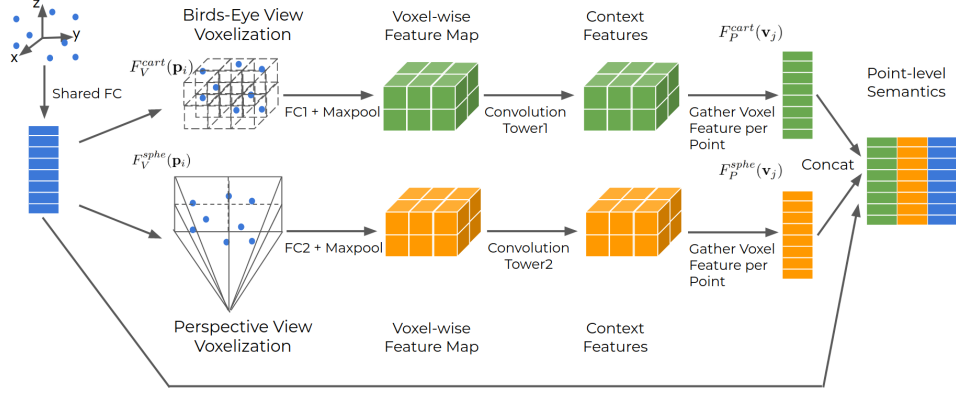 z
y
x
Shared FC
Birds-Eye View
Voxelization
F_V^{cart}(p_i)
FC1 + Maxpool
Voxel-wise
Feature Map
Convolution
Tower1
Context
Features
Gather Voxel
Feature per
Point
F_P^{cart}(v_j)
Point-level
Semantics
Concat
F_V^{sphe}(p_i)
FC2 + Maxpool
Convolution
Tower2
Gather Voxel
Feature per
Point
F_P^{sphe}(v_j)
Perspective View
Voxelization
Voxel-wise
Feature Map
Context
Features